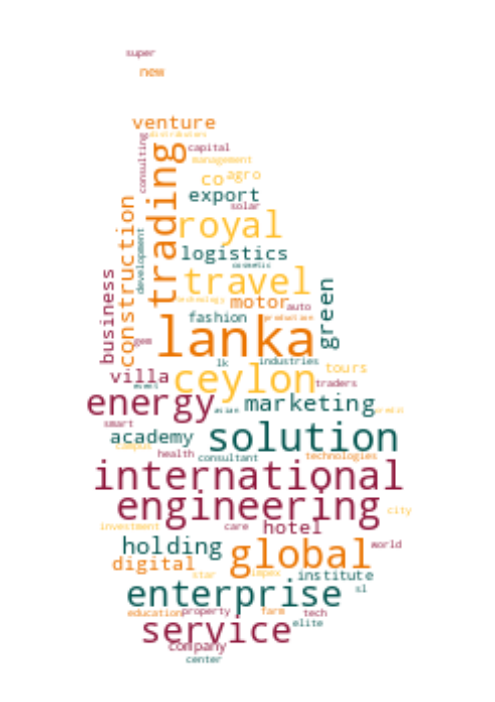 super
new
venture
distributors
consulting
capital
trading
management
co
agro
export
solar
construction
royal
development
logistics
cosmetic
travel
business
technology
motor
auto
green
fashion
production
lanka
gem
lk
industries
villa
ceylon
tours
event
traders
energy
asian
marketing
credit
smart
academy
solution
campus
health
consultant
technologies
international
engineering
city
investment
care
hotel
holding
global
world
digital
star
impex
institute
enterprise
sl
education
property
farm
tech
service
elite
company
center